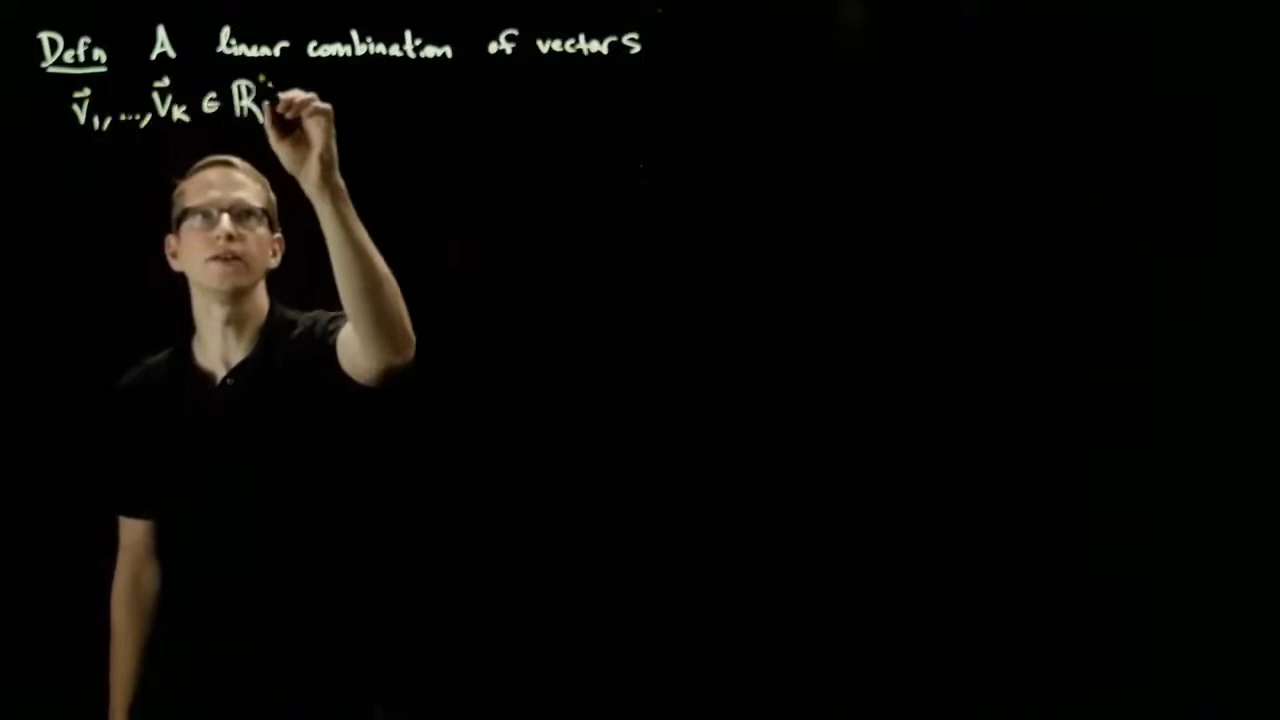 Defn A linear combination of vectors
v⃗₁, ..., v⃗ₖ ∈ ℝ